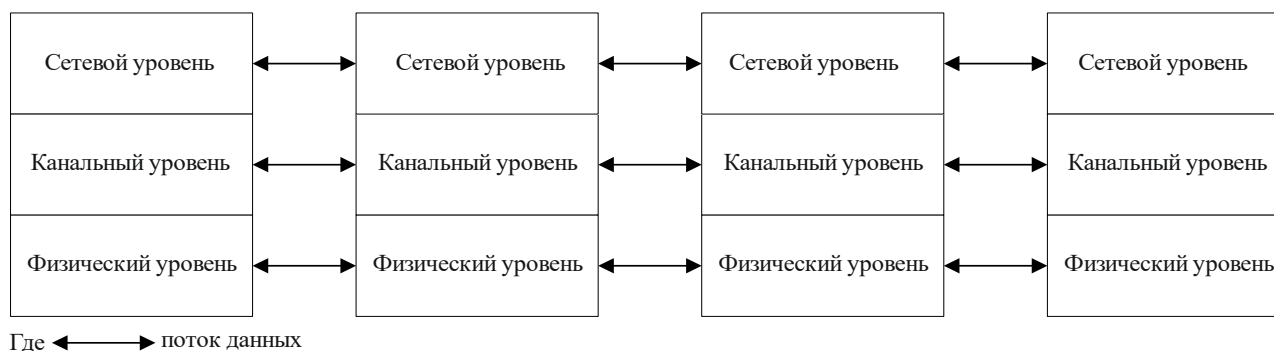 Сетевой уровень Сетевой уровень Сетевой уровень Сетевой уровень
Канальный уровень Канальный уровень Канальный уровень Канальный уровень
Физический уровень Физический уровень Физический уровень Физический уровень
Где поток данных